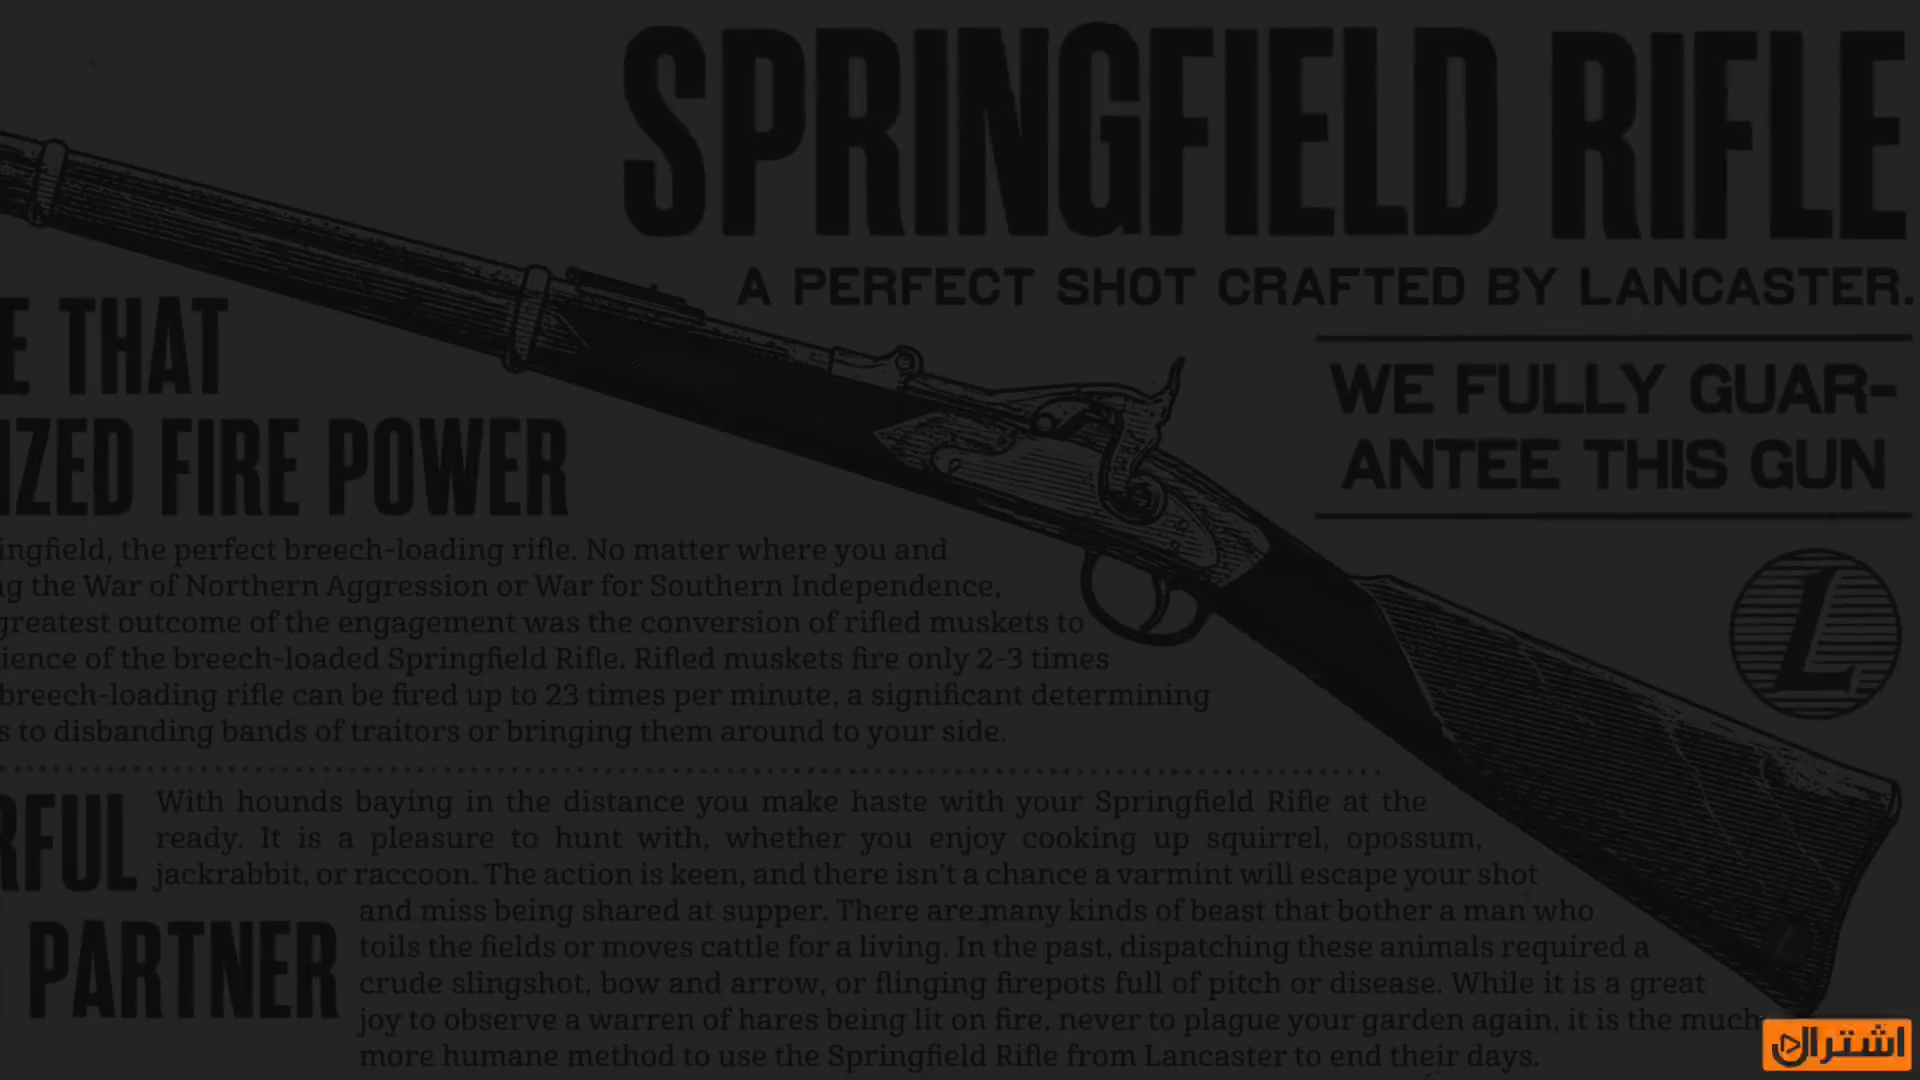 SPRINGFIELD RIFLE
A PERFECT SHOT CRAFTED BY LANCASTER.
WE FULLY GUAR-
ANTEE THIS GUN
L
E THAT
IZED FIRE POWER
ingfield, the perfect breech-loading rifle. No matter where you and
g the War of Northern Aggression or War for Southern Independence,
greatest outcome of the engagement was the conversion of rifled muskets to
ience of the breech-loaded Springfield Rifle. Rifled muskets fire only 2-3 times
breech-loading rifle can be fired up to 23 times per minute, a significant determining
s to disbanding bands of traitors or bringing them around to your side.
RFUL
PARTNER
With hounds baying in the distance you make haste with your Springfield Rifle at the
ready. It is a pleasure to hunt with, whether you enjoy cooking up squirrel, opossum,
jackrabbit, or raccoon. The action is keen, and there isn't a chance a varmint will escape your shot
and miss being shared at supper. There are many kinds of beast that bother a man who
toils the fields or moves cattle for a living. In the past, dispatching these animals required a
crude slingshot, bow and arrow, or flinging firepots full of pitch or disease. While it is a great
joy to observe a warren of hares being lit on fire, never to plague your garden again, it is the much
more humane method to use the Springfield Rifle from Lancaster to end their days.
اشترال